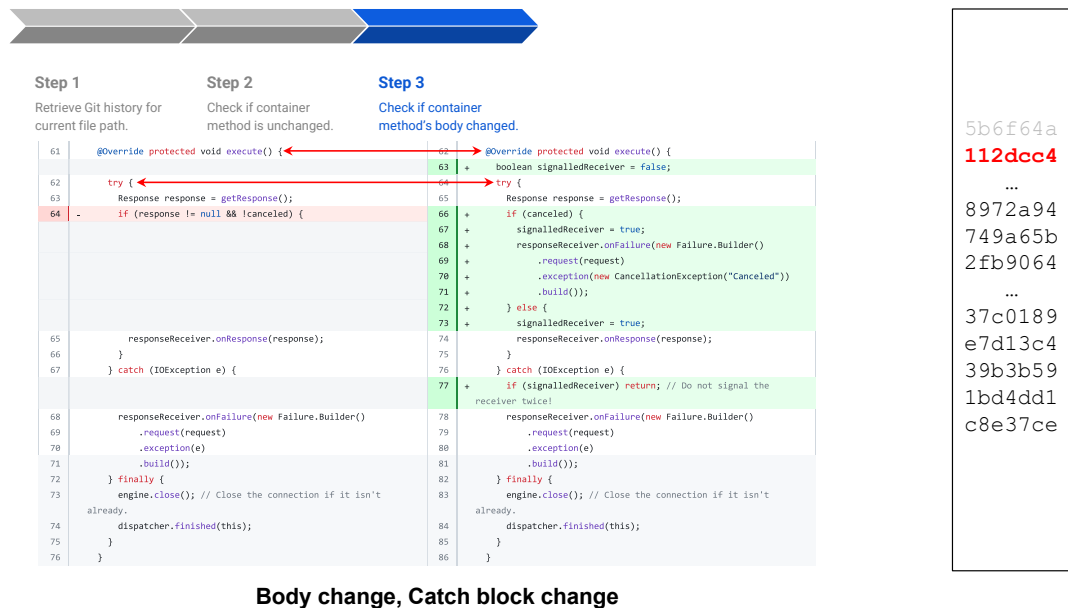 Step 1
Retrieve Git history for
current file path.
Step 2
Check if container
method is unchanged.
Step 3
Check if container
method's body changed.
61 @Override protected void execute() {
62 try {
63 Response response = getResponse();
64 - if (response != null && !canceled) {
65 responseReceiver.onResponse(response);
66 }
67 } catch (IOException e) {
68 responseReceiver.onFailure(new Failure.Builder()
69 .request(request)
70 .exception(e)
71 .build());
72 } finally {
73 engine.close(); // Close the connection if it isn't
already.
74 dispatcher.finished(this);
75 }
76 }
62 @Override protected void execute() {
63 + boolean signalledReceiver = false;
64 try {
65 Response response = getResponse();
66 + if (canceled) {
67 + signalledReceiver = true;
68 + responseReceiver.onFailure(new Failure.Builder()
69 + .request(request)
70 + .exception(new CancellationException("Canceled"))
71 + .build());
72 + } else {
73 + signalledReceiver = true;
74 responseReceiver.onResponse(response);
75 }
76 } catch (IOException e) {
77 + if (signalledReceiver) return; // Do not signal the
receiver twice!
78 responseReceiver.onFailure(new Failure.Builder()
79 .request(request)
80 .exception(e)
81 .build());
82 } finally {
83 engine.close(); // Close the connection if it isn't
already.
84 dispatcher.finished(this);
85 }
86 }
Body change, Catch block change
5b6f64a
112dcc4
…
8972a94
749a65b
2fb9064
…
37c0189
e7d13c4
39b3b59
1bd4dd1
c8e37ce